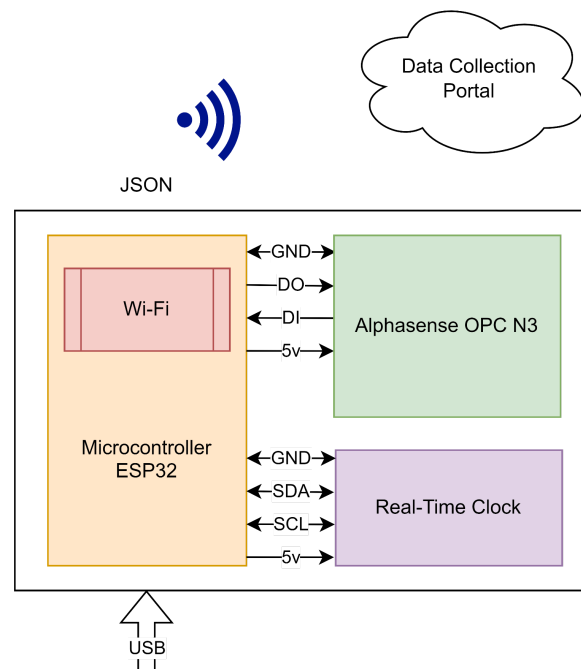 Data Collection
Portal
JSON
GND
DO
Wi-Fi
DI
Alphasense OPC N3
5v
Microcontroller
ESP32
GND
SDA
Real-Time Clock
SCL
5v
USB